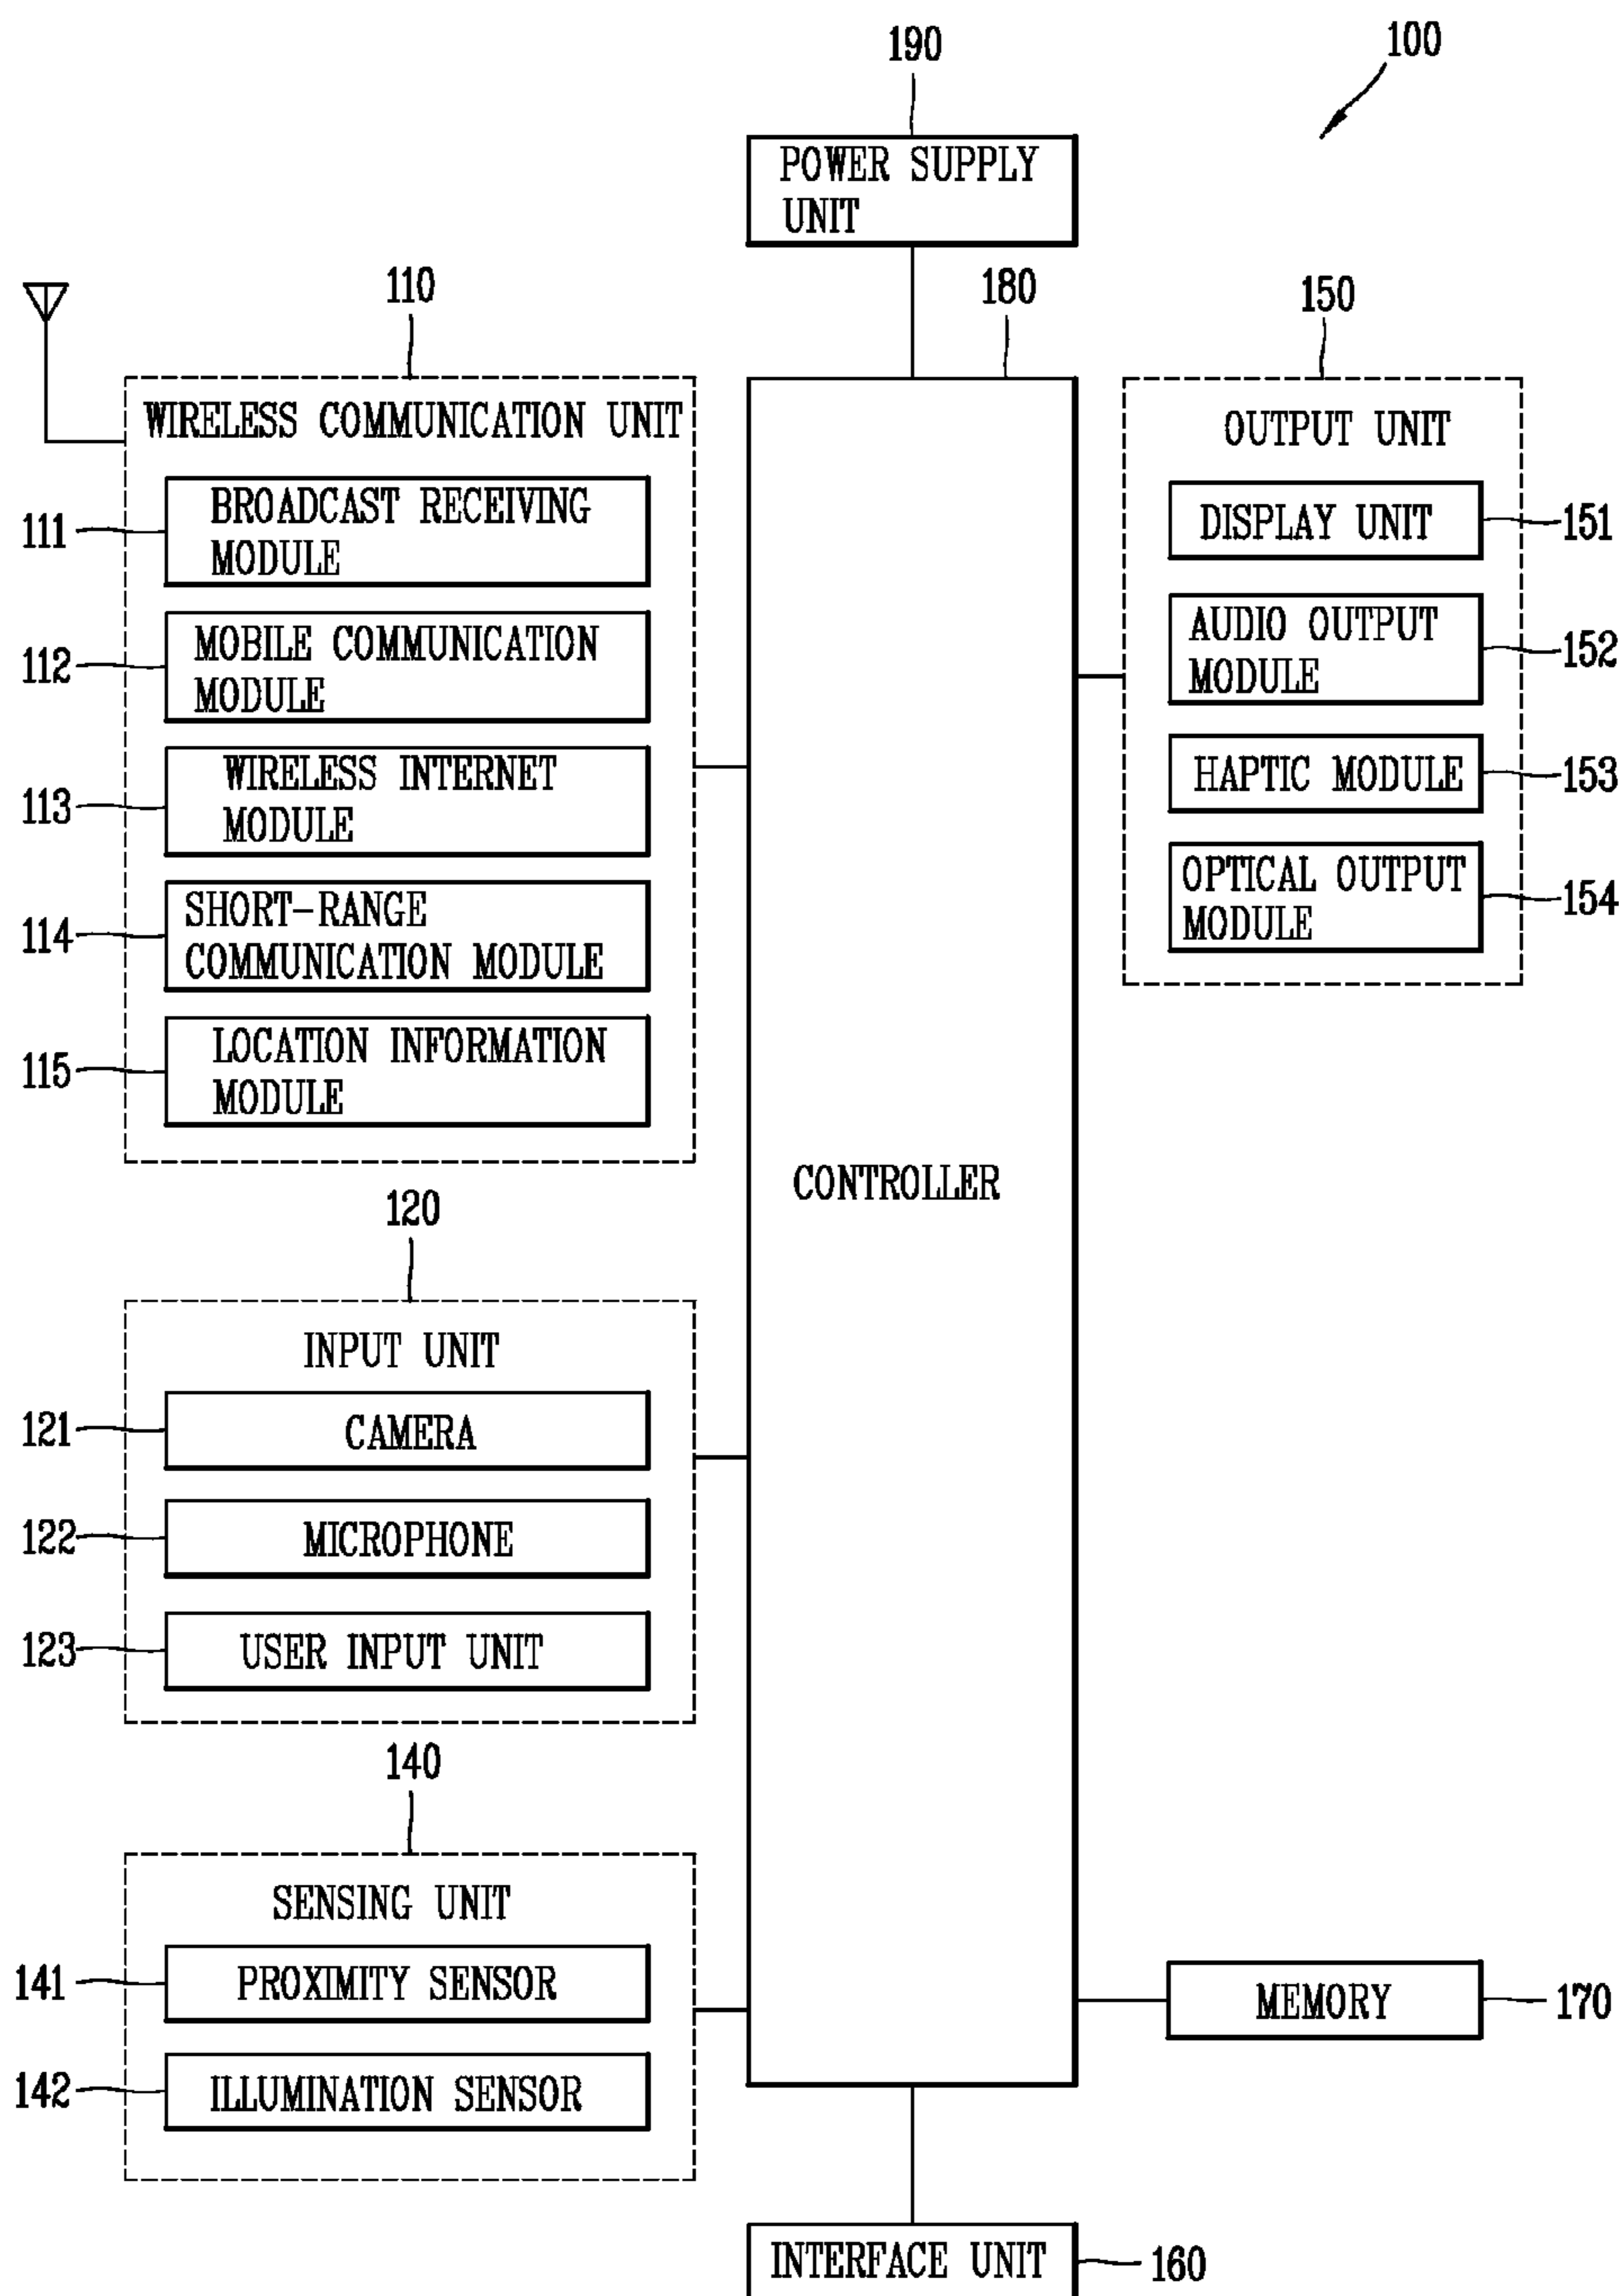 100
190
POWER SUPPLY
UNIT
110
180
150
WIRELESS COMMUNICATION UNIT
111
BROADCAST RECEIVING
MODULE
112
MOBILE COMMUNICATION
MODULE
113
WIRELESS INTERNET
MODULE
114
SHORT-RANGE
COMMUNICATION MODULE
115
LOCATION INFORMATION
MODULE
120
INPUT UNIT
121
CAMERA
122
MICROPHONE
123
USER INPUT UNIT
140
SENSING UNIT
141
PROXIMITY SENSOR
142
ILLUMINATION SENSOR
CONTROLLER
OUTPUT UNIT
DISPLAY UNIT
151
AUDIO OUTPUT
MODULE
152
HAPTIC MODULE
153
OPTICAL OUTPUT
MODULE
154
MEMORY
170
INTERFACE UNIT
160